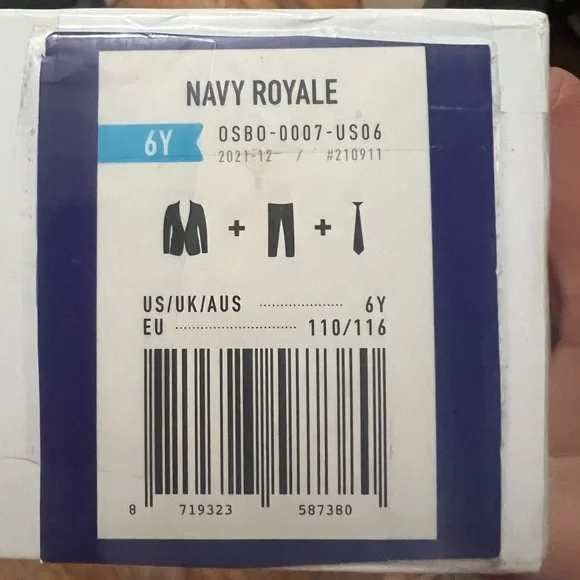 NAVY ROYALE
6Y OSBO-0007-US06
2021-12 / #210911
+ +
US/UK/AUS .................... 6Y
EU ............................. 110/116
8 719323 587380